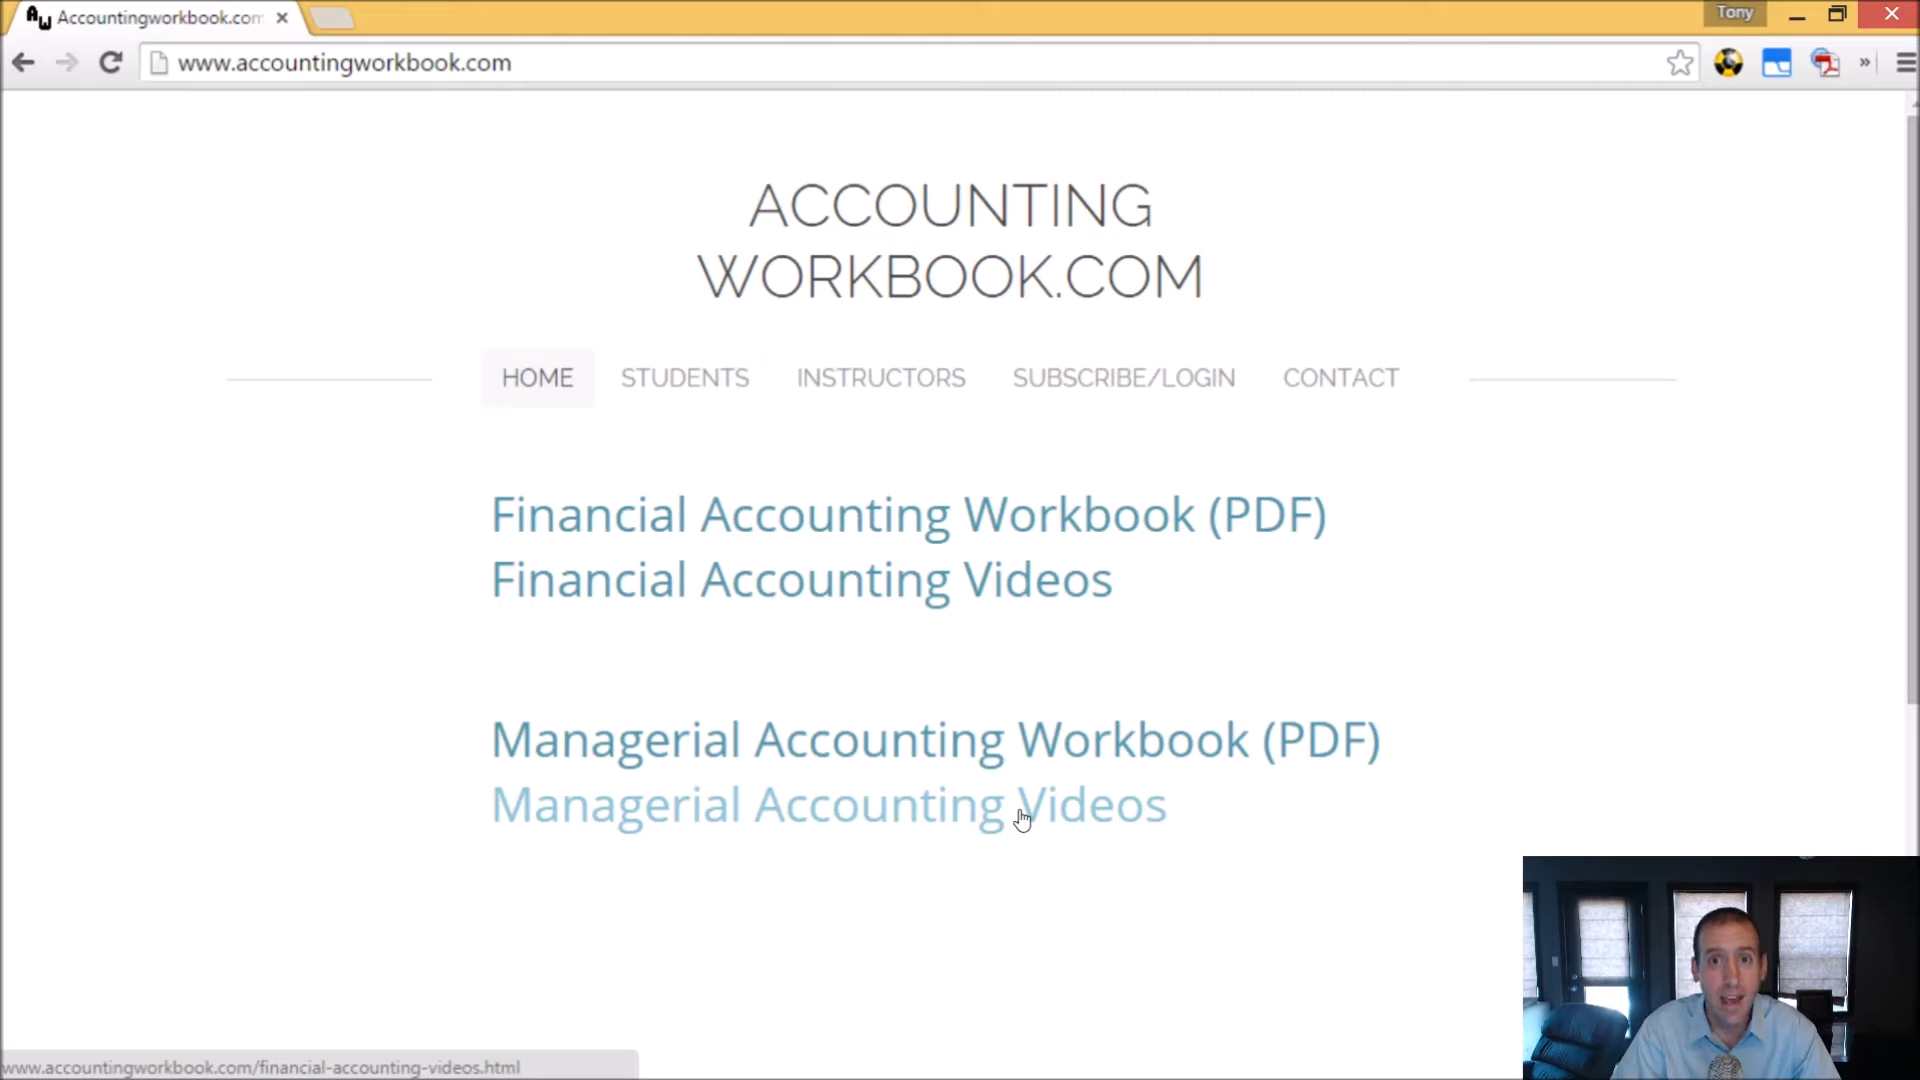 Accountingworkbook.com
Tony
www.accountingworkbook.com
ACCOUNTING
WORKBOOK.COM
HOME STUDENTS INSTRUCTORS SUBSCRIBE/LOGIN CONTACT
Financial Accounting Workbook (PDF)
Financial Accounting Videos
Managerial Accounting Workbook (PDF)
Managerial Accounting Videos
www.accountingworkbook.com/financial-accounting-videos.html